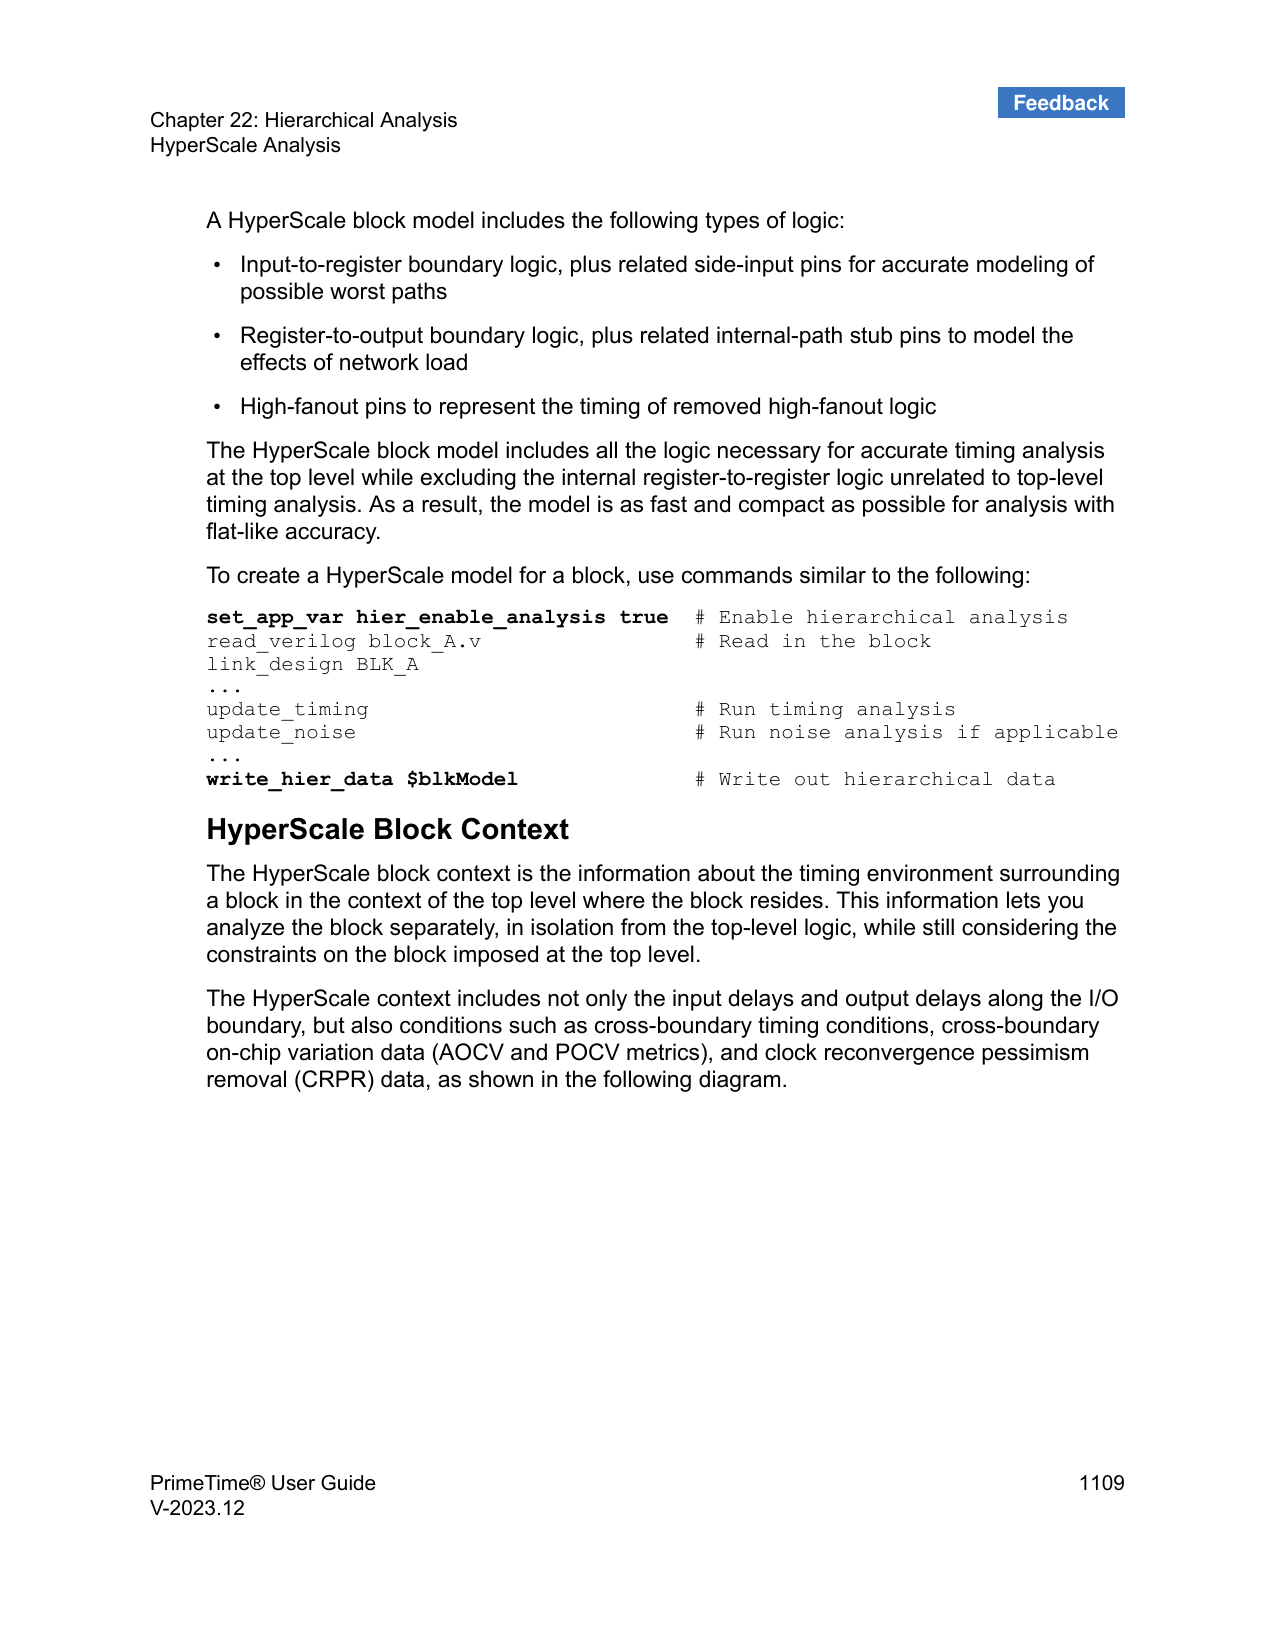 Feedback
Chapter 22: Hierarchical Analysis
HyperScale Analysis
A HyperScale block model includes the following types of logic:
• Input-to-register boundary logic, plus related side-input pins for accurate modeling of
possible worst paths
• Register-to-output boundary logic, plus related internal-path stub pins to model the
effects of network load
• High-fanout pins to represent the timing of removed high-fanout logic
The HyperScale block model includes all the logic necessary for accurate timing analysis
at the top level while excluding the internal register-to-register logic unrelated to top-level
timing analysis. As a result, the model is as fast and compact as possible for analysis with
flat-like accuracy.
To create a HyperScale model for a block, use commands similar to the following:
set_app_var hier_enable_analysis true # Enable hierarchical analysis
read_verilog block_A.v # Read in the block
link_design BLK_A
...
update_timing # Run timing analysis
update_noise # Run noise analysis if applicable
...
write_hier_data $blkModel # Write out hierarchical data
HyperScale Block Context
The HyperScale block context is the information about the timing environment surrounding
a block in the context of the top level where the block resides. This information lets you
analyze the block separately, in isolation from the top-level logic, while still considering the
constraints on the block imposed at the top level.
The HyperScale context includes not only the input delays and output delays along the I/O
boundary, but also conditions such as cross-boundary timing conditions, cross-boundary
on-chip variation data (AOCV and POCV metrics), and clock reconvergence pessimism
removal (CRPR) data, as shown in the following diagram.
PrimeTime® User Guide 1109
V-2023.12